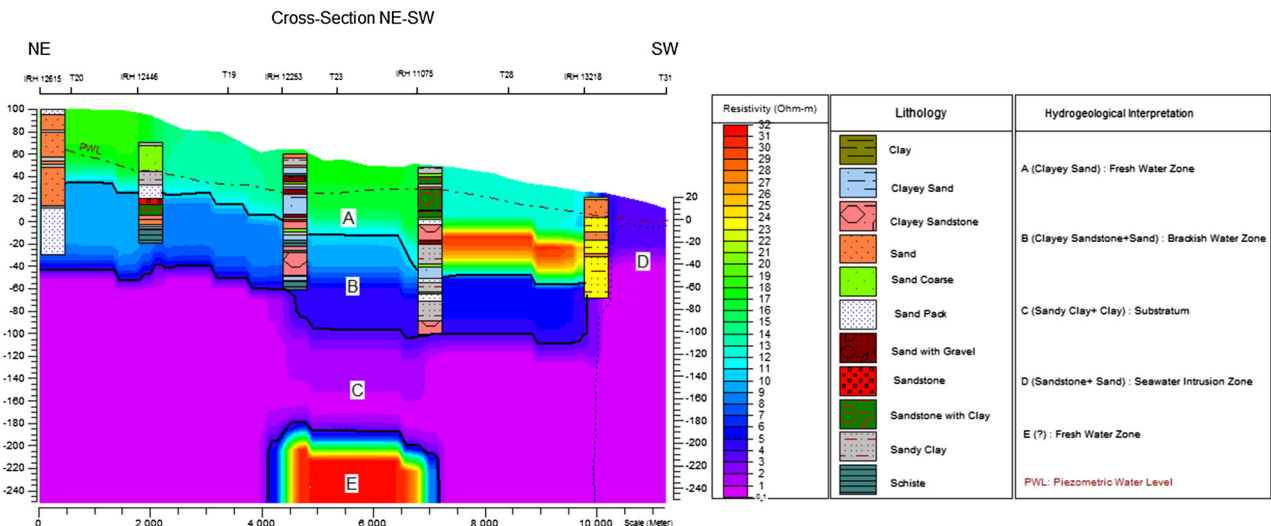 Cross-Section NE-SW
NE
SW
IRH 12615
T20
IRH 12446
T19
IRH 12253
T23
IRH 11075
T28
IRH 13218
T31
100
80
60
40
20
0
-20
-40
-60
-80
-100
-120
-140
-160
-180
-200
-220
-240
PWL
A
B
C
D
E
20
0
-20
-40
-60
-80
-100
-120
-140
-160
-180
-200
-220
-240
0
2 000
4 000
6 000
8 000
10 000
Scale (Meter)
Resistivity (Ohm-m)
32
31
30
29
28
27
26
25
24
23
22
21
20
19
18
17
16
15
14
13
12
11
10
9
8
7
6
5
4
3
2
1
0,1
Lithology
Clay
Clayey Sand
Clayey Sandstone
Sand
Sand Coarse
Sand Pack
Sand with Gravel
Sandstone
Sandstone with Clay
Sandy Clay
Schiste
Hydrogeological Interpretation
A (Clayey Sand) : Fresh Water Zone
B (Clayey Sandstone+Sand) : Brackish Water Zone
C (Sandy Clay+ Clay) : Substratum
D (Sandstone+ Sand) : Seawater Intrusion Zone
E (?) : Fresh Water Zone
PWL: Piezometric Water Level